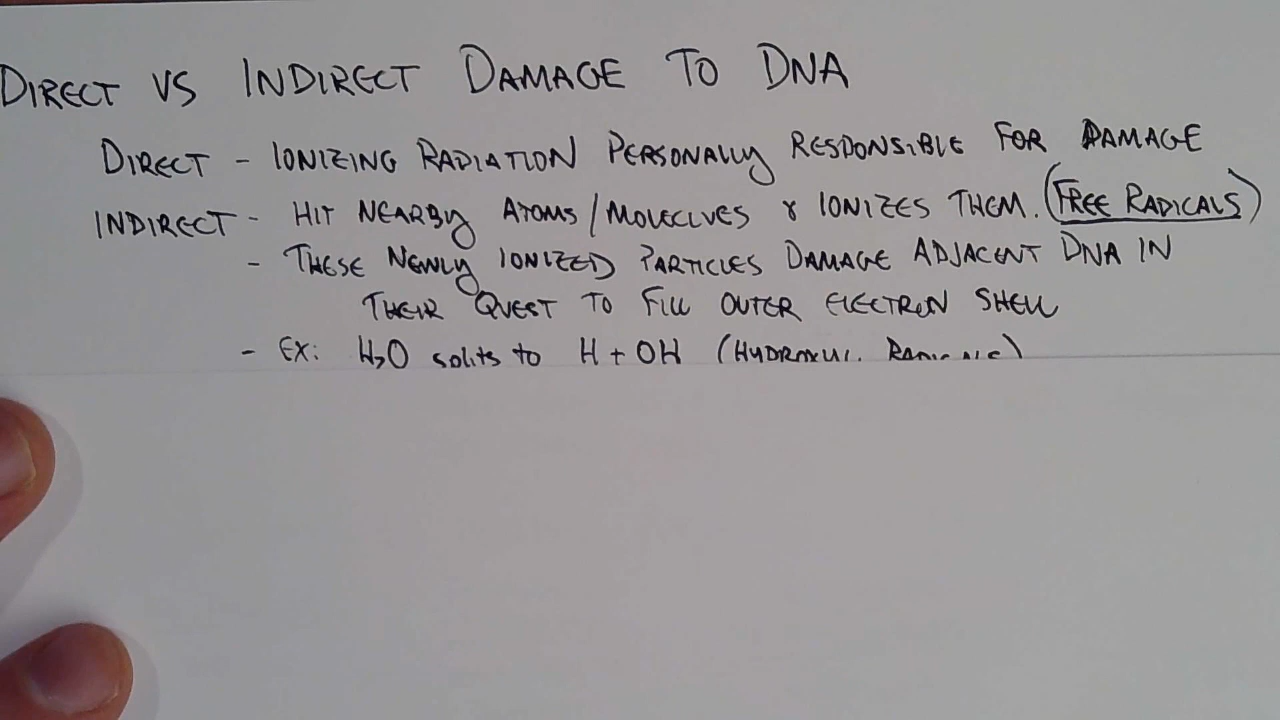 DIRECT VS INDIRECT DAMAGE TO DNA
DIRECT - IONIZING RADIATION PERSONALLY RESPONSIBLE FOR DAMAGE
INDIRECT - HIT NEARBY ATOMS/MOLECULES & IONIZES THEM. (FREE RADICALS)
- THESE NEWLY IONIZED PARTICLES DAMAGE ADJACENT DNA IN
THEIR QUEST TO FILL OUTER ELECTRON SHELL
- EX: H₂O splits to H + OH (